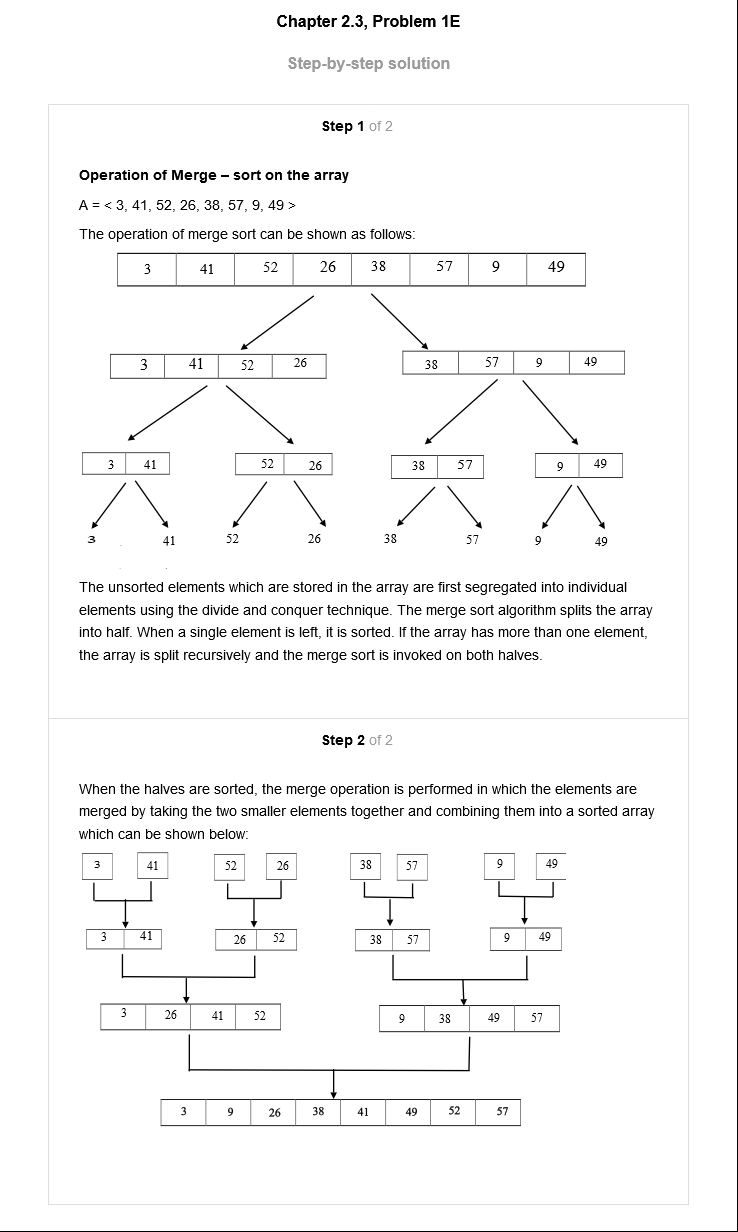 Chapter 2.3, Problem 1E
Step-by-step solution
Step 1 of 2
Operation of Merge – sort on the array
A = < 3, 41, 52, 26, 38, 57, 9, 49 >
The operation of merge sort can be shown as follows:
3 41 52 26 38 57 9 49
3 41 52 26 38 57 9 49
3 41 52 26 38 57 9 49
3 41 52 26 38 57 9 49
The unsorted elements which are stored in the array are first segregated into individual
elements using the divide and conquer technique. The merge sort algorithm splits the array
into half. When a single element is left, it is sorted. If the array has more than one element,
the array is split recursively and the merge sort is invoked on both halves.
Step 2 of 2
When the halves are sorted, the merge operation is performed in which the elements are
merged by taking the two smaller elements together and combining them into a sorted array
which can be shown below:
3 41 52 26 38 57 9 49
3 41 26 52 38 57 9 49
3 26 41 52 9 38 49 57
3 9 26 38 41 49 52 57